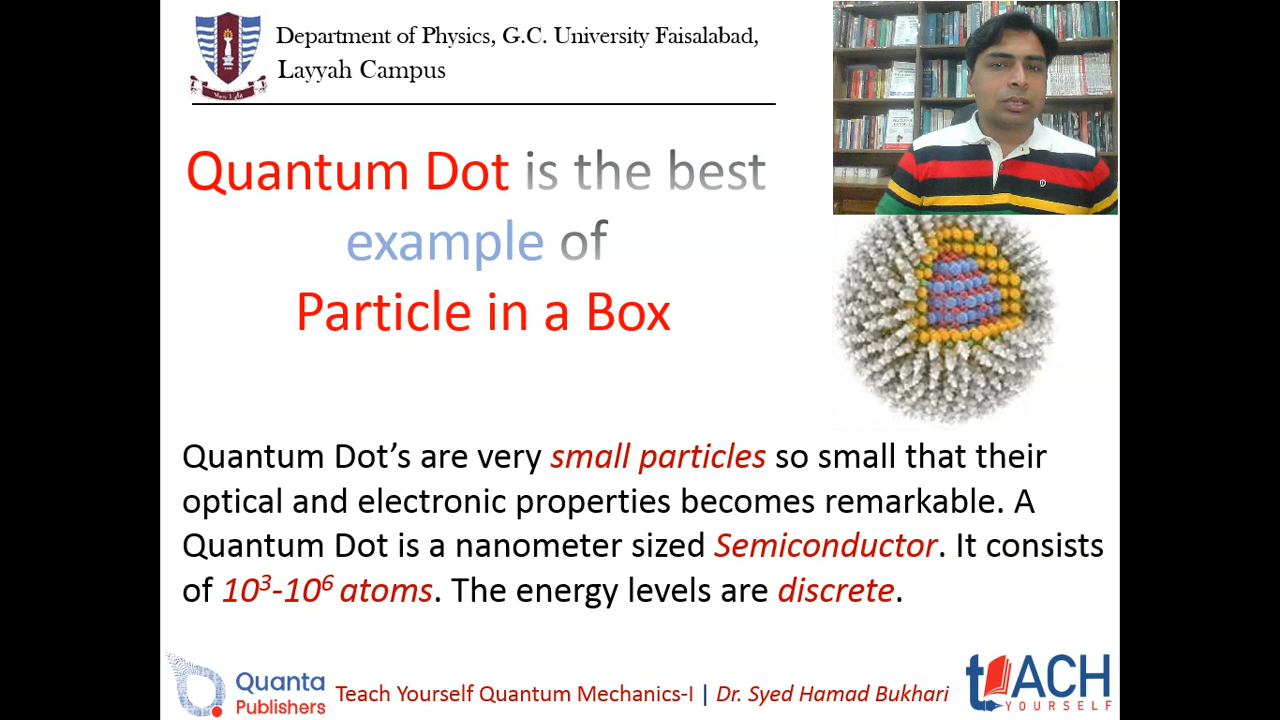 Department of Physics, G.C. University Faisalabad,
Layyah Campus
Quantum Dot is the best
example of
Particle in a Box
Quantum Dot’s are very small particles so small that their
optical and electronic properties becomes remarkable. A
Quantum Dot is a nanometer sized Semiconductor. It consists
of 10³-10⁶ atoms. The energy levels are discrete.
Quanta
Publishers
Teach Yourself Quantum Mechanics-I | Dr. Syed Hamad Bukhari
tEACH
YOURSELF